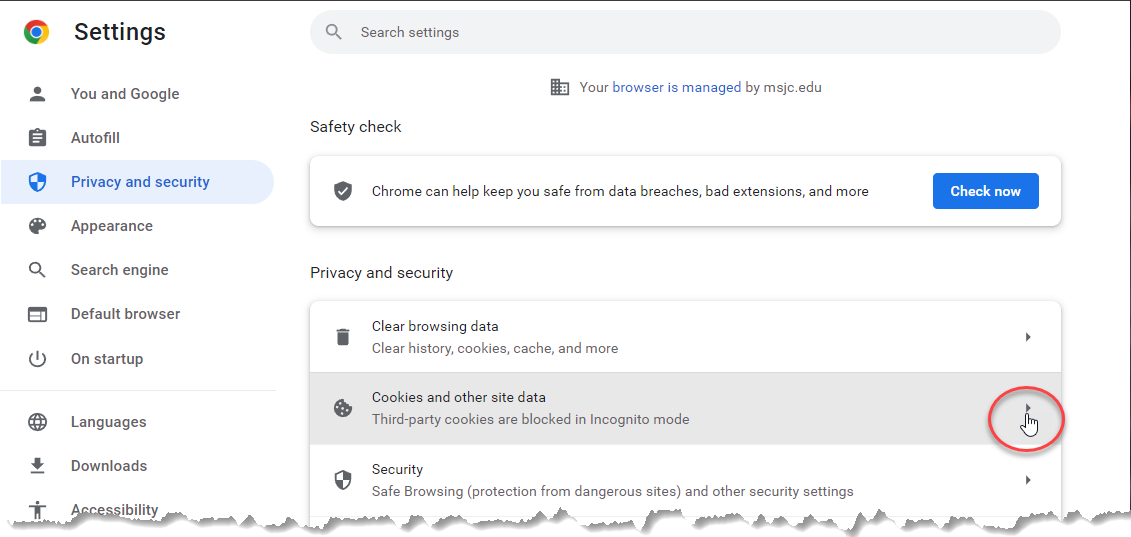 Settings
Search settings
You and Google
Autofill
Privacy and security
Appearance
Search engine
Default browser
On startup
Languages
Downloads
Accessibility
Your browser is managed by msjc.edu
Safety check
Chrome can help keep you safe from data breaches, bad extensions, and more
Check now
Privacy and security
Clear browsing data
Clear history, cookies, cache, and more
Cookies and other site data
Third-party cookies are blocked in Incognito mode
Security
Safe Browsing (protection from dangerous sites) and other security settings